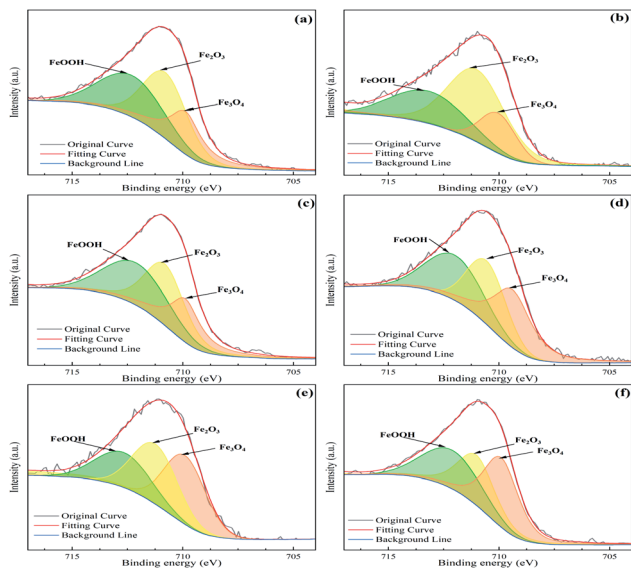 (a)
Fe₂O₃
FeOOH
Fe₃O₄
Intensity (a.u.)
Original Curve
Fitting Curve
Background Line
715 710 705
Binding energy (eV)
(b)
Fe₂O₃
FeOOH
Fe₃O₄
Intensity (a.u.)
Original Curve
Fitting Curve
Background Line
715 710 705
Binding energy (eV)
(c)
FeOOH
Fe₂O₃
Fe₃O₄
Intensity (a.u.)
Original Curve
Fitting Curve
Background Line
715 710 705
Binding energy (eV)
(d)
FeOOH
Fe₂O₃
Fe₃O₄
Intensity (a.u.)
Original Curve
Fitting Curve
Background Line
715 710 705
Binding energy (eV)
(e)
Fe₂O₃
FeOOH
Fe₃O₄
Intensity (a.u.)
Original Curve
Fitting Curve
Background Line
715 710 705
Binding energy (eV)
(f)
FeOOH
Fe₂O₃
Fe₃O₄
Intensity (a.u.)
Original Curve
Fitting Curve
Background Line
715 710 705
Binding energy (eV)